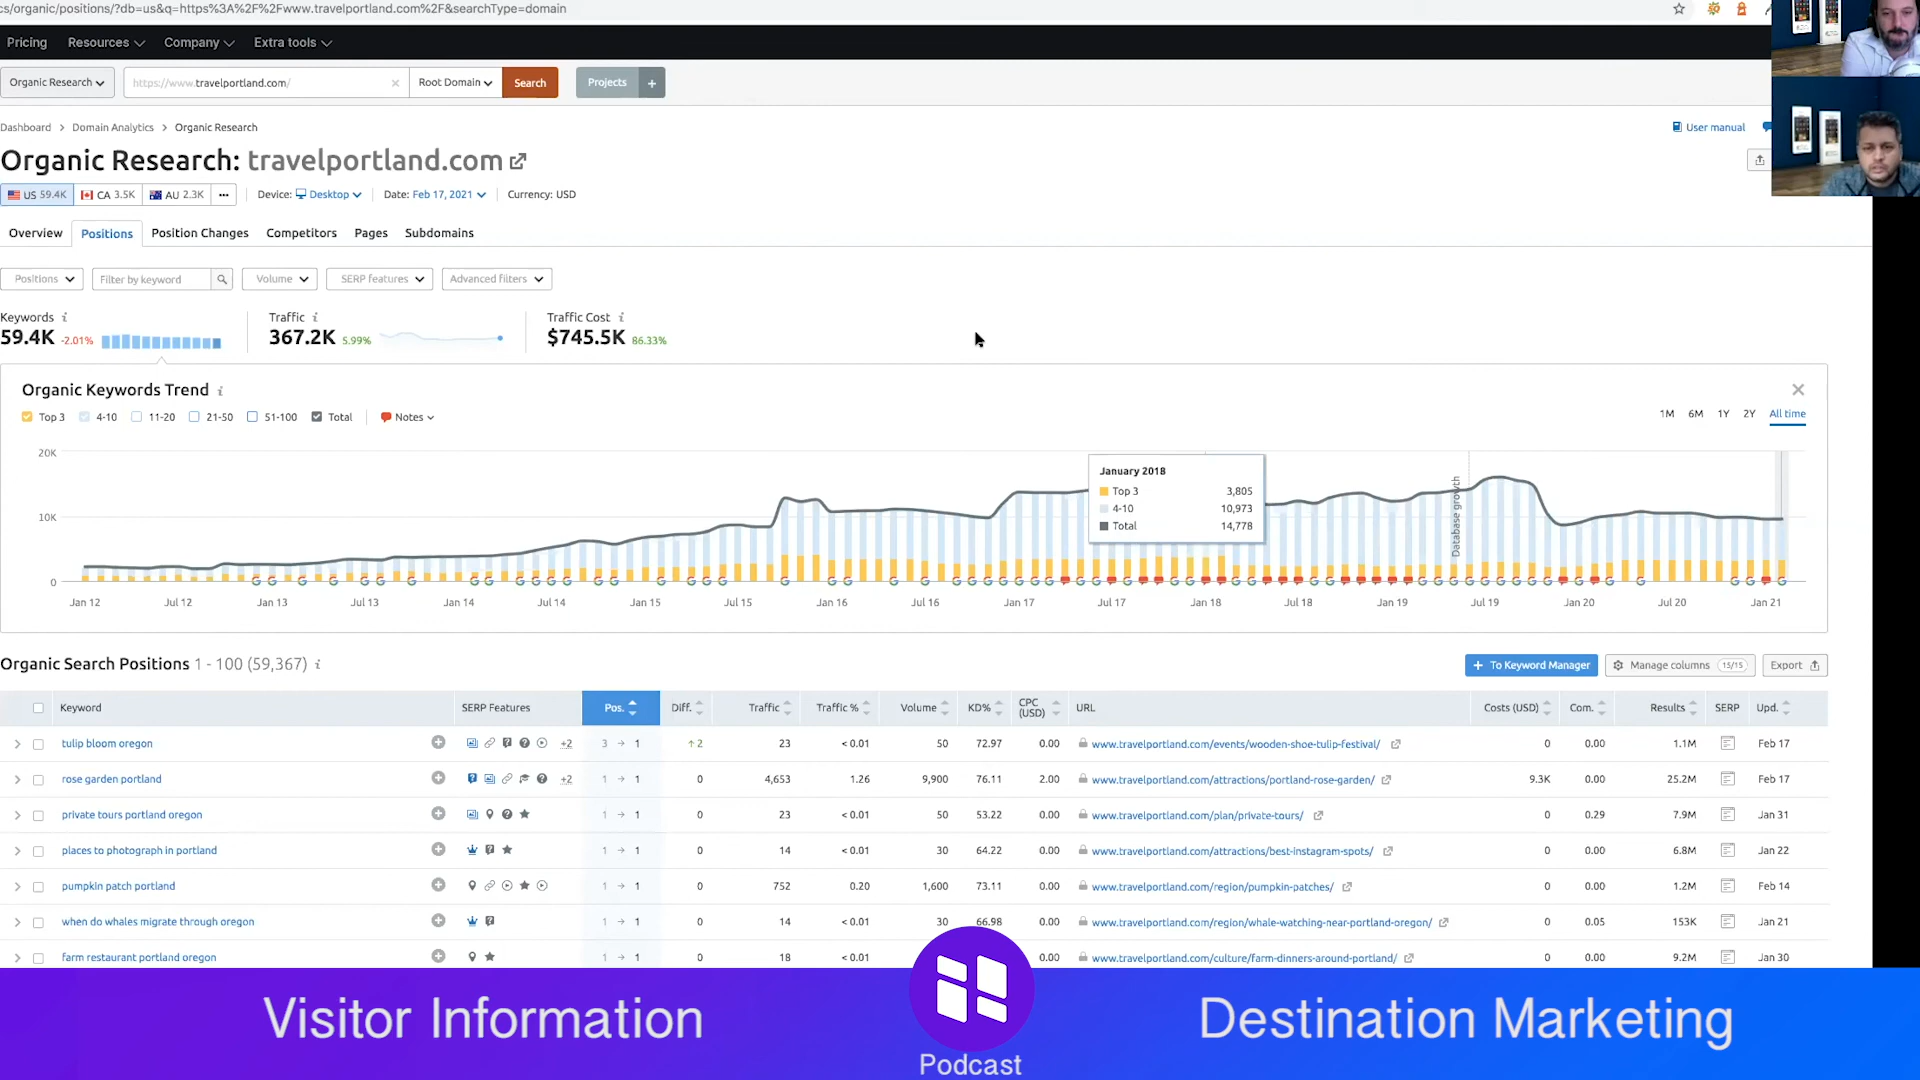 cs/organic/positions/?db=us&q=https%3A%2F%2Fwww.travelportland.com%2F&searchType=domain
Pricing Resources Company Extra tools
Organic Research https://www.travelportland.com/ × Root Domain Search Projects +
Dashboard > Domain Analytics > Organic Research User manual
Organic Research: travelportland.com
US 59.4K CA 3.5K AU 2.3K ... Device: Desktop Date: Feb 17, 2021 Currency: USD
Overview Positions Position Changes Competitors Pages Subdomains
Positions Filter by keyword Volume SERP features Advanced filters
Keywords i Traffic i Traffic Cost i
59.4K -2.01% 367.2K 5.99% $745.5K 86.33%
Organic Keywords Trend i
Top 3 4-10 11-20 21-50 51-100 Total Notes 1M 6M 1Y 2Y All time
20K
10K
0
January 2018
Top 3 3,805
4-10 10,973
Total 14,778
Database growth
Jan 12 Jul 12 Jan 13 Jul 13 Jan 14 Jul 14 Jan 15 Jul 15 Jan 16 Jul 16 Jan 17 Jul 17 Jan 18 Jul 18 Jan 19 Jul 19 Jan 20 Jul 20 Jan 21
Organic Search Positions 1 - 100 (59,367) i + To Keyword Manager Manage columns 15/15 Export
Keyword SERP Features Pos. Diff. Traffic Traffic % Volume KD% CPC (USD) URL Costs (USD) Com. Results SERP Upd.
tulip bloom oregon +2 3 → 1 ↑2 23 < 0.01 50 72.97 0.00 www.travelportland.com/events/wooden-shoe-tulip-festival/ 0 0.00 1.1M Feb 17
rose garden portland +2 1 → 1 0 4,653 1.26 9,900 76.11 2.00 www.travelportland.com/attractions/portland-rose-garden/ 9.3K 0.00 25.2M Feb 17
private tours portland oregon 1 → 1 0 23 < 0.01 50 53.22 0.00 www.travelportland.com/plan/private-tours/ 0 0.29 7.9M Jan 31
places to photograph in portland 1 → 1 0 14 < 0.01 30 64.22 0.00 www.travelportland.com/attractions/best-instagram-spots/ 0 0.00 6.8M Jan 22
pumpkin patch portland 1 → 1 0 752 0.20 1,600 73.11 0.00 www.travelportland.com/region/pumpkin-patches/ 0 0.00 1.2M Feb 14
when do whales migrate through oregon 1 → 1 0 14 < 0.01 30 66.98 0.00 www.travelportland.com/region/whale-watching-near-portland-oregon/ 0 0.05 153K Jan 21
farm restaurant portland oregon 1 → 1 0 18 < 0.01 0.00 www.travelportland.com/culture/farm-dinners-around-portland/ 0 0.00 9.2M Jan 30
Visitor Information Destination Marketing
Podcast